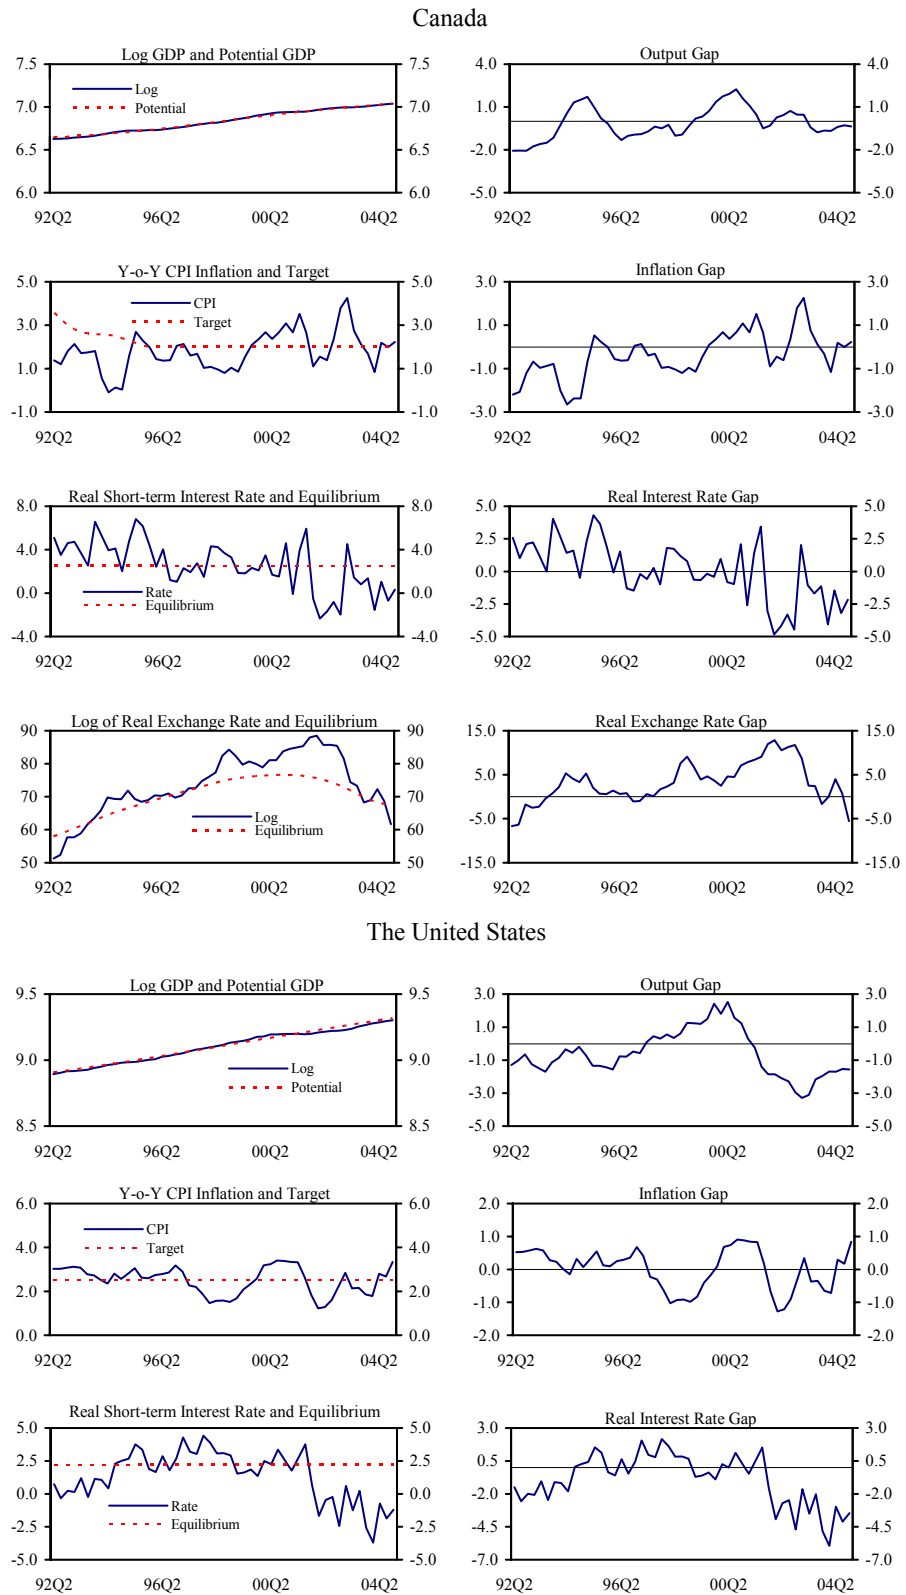 Canada
Log GDP and Potential GDP
7.5 7.5
7.0 7.0
6.5 6.5
6.0 6.0
Log
Potential
92Q2 96Q2 00Q2 04Q2
Output Gap
4.0 4.0
1.0 1.0
-2.0 -2.0
-5.0 -5.0
92Q2 96Q2 00Q2 04Q2
Y-o-Y CPI Inflation and Target
5.0 5.0
3.0 3.0
1.0 1.0
-1.0 -1.0
CPI
Target
92Q2 96Q2 00Q2 04Q2
Inflation Gap
3.0 3.0
1.0 1.0
-1.0 -1.0
-3.0 -3.0
92Q2 96Q2 00Q2 04Q2
Real Short-term Interest Rate and Equilibrium
8.0 8.0
4.0 4.0
0.0 0.0
-4.0 -4.0
Rate
Equilibrium
92Q2 96Q2 00Q2 04Q2
Real Interest Rate Gap
5.0 5.0
2.5 2.5
0.0 0.0
-2.5 -2.5
-5.0 -5.0
92Q2 96Q2 00Q2 04Q2
Log of Real Exchange Rate and Equilibrium
90 90
80 80
70 70
60 60
50 50
Log
Equilibrium
92Q2 96Q2 00Q2 04Q2
Real Exchange Rate Gap
15.0 15.0
5.0 5.0
-5.0 -5.0
-15.0 -15.0
92Q2 96Q2 00Q2 04Q2
The United States
Log GDP and Potential GDP
9.5 9.5
9.0 9.0
8.5 8.5
Log
Potential
92Q2 96Q2 00Q2 04Q2
Output Gap
3.0 3.0
1.0 1.0
-1.0 -1.0
-3.0 -3.0
-5.0 -5.0
92Q2 96Q2 00Q2 04Q2
Y-o-Y CPI Inflation and Target
6.0 6.0
4.0 4.0
2.0 2.0
0.0 0.0
CPI
Target
92Q2 96Q2 00Q2 04Q2
Inflation Gap
2.0 2.0
1.0 1.0
0.0 0.0
-1.0 -1.0
-2.0 -2.0
92Q2 96Q2 00Q2 04Q2
Real Short-term Interest Rate and Equilibrium
5.0 5.0
2.5 2.5
0.0 0.0
-2.5 -2.5
-5.0 -5.0
Rate
Equilibrium
92Q2 96Q2 00Q2 04Q2
Real Interest Rate Gap
3.0 3.0
0.5 0.5
-2.0 -2.0
-4.5 -4.5
-7.0 -7.0
92Q2 96Q2 00Q2 04Q2